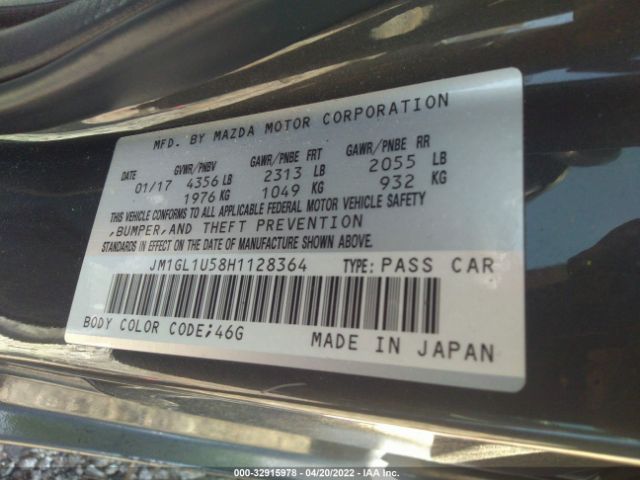 MFD. BY MAZDA MOTOR CORPORATION
DATE GVWR/PNBV GAWR/PNBE FRT GAWR/PNBE RR
01/17 4356 LB 2313 LB 2055 LB
1976 KG 1049 KG 932 KG
THIS VEHICLE CONFORMS TO ALL APPLICABLE FEDERAL MOTOR VEHICLE SAFETY
,BUMPER,AND THEFT PREVENTION
STANDARDS IN EFFECT ON THE DATE OF MANUFACTURE SHOWN ABOVE.
JM1GL1U58H1128364 TYPE: PASS CAR
BODY COLOR CODE;46G MADE IN JAPAN
000-32915978 - 04/20/2022 - IAA Inc.